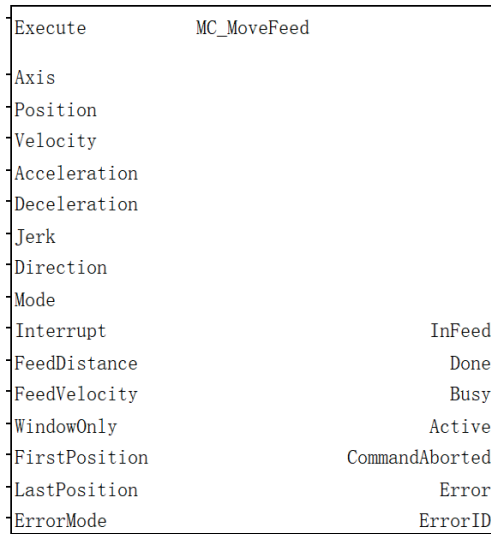 Execute MC_MoveFeed
Axis
Position
Velocity
Acceleration
Deceleration
Jerk
Direction
Mode
Interrupt InFeed
FeedDistance Done
FeedVelocity Busy
WindowOnly Active
FirstPosition CommandAborted
LastPosition Error
ErrorMode ErrorID